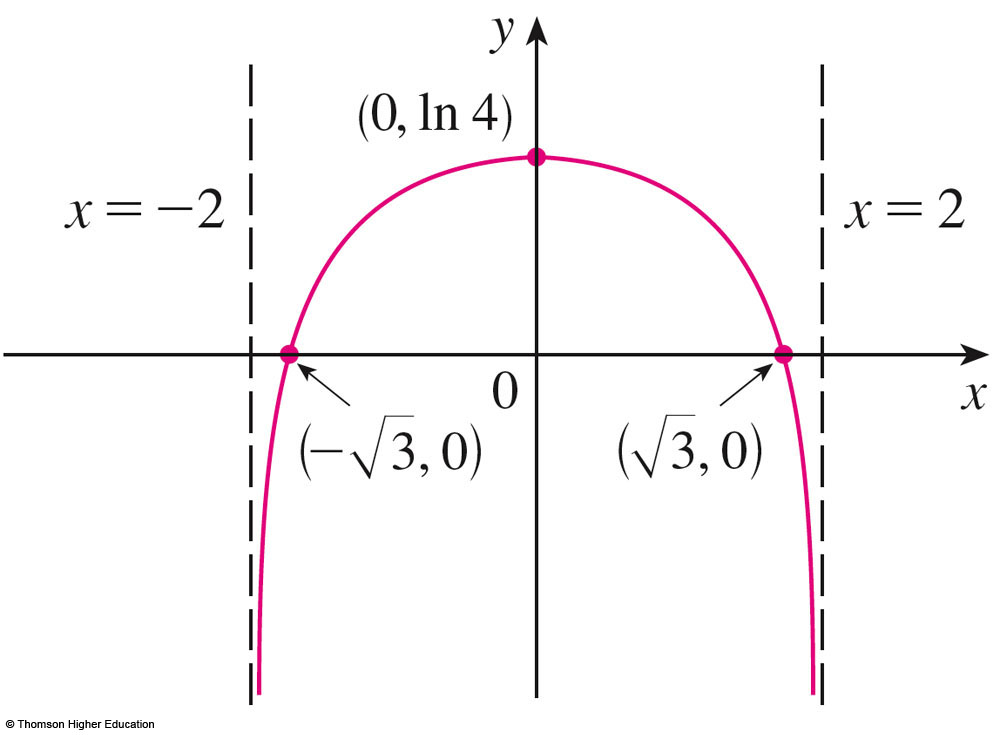 y
(0, ln 4)
x = −2
x = 2
0
x
(−√3, 0)
(√3, 0)
© Thomson Higher Education